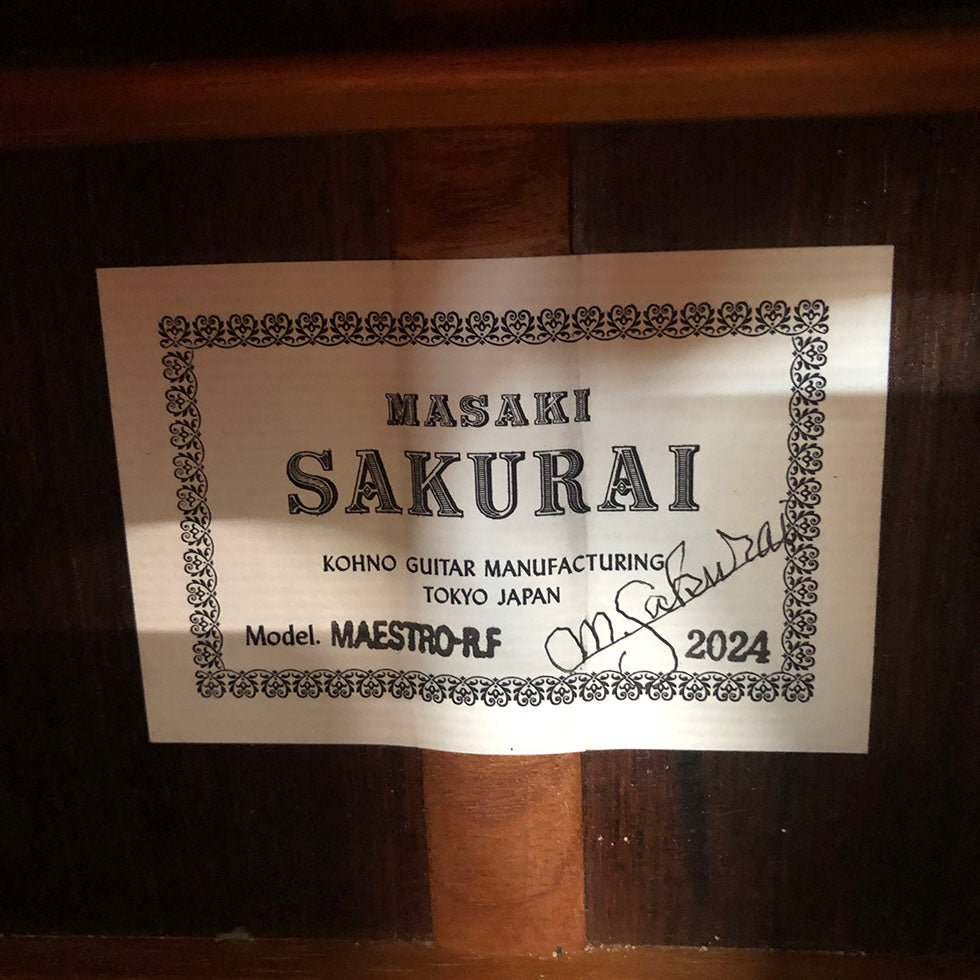 MASAKI
SAKURAI
KOHNO GUITAR MANUFACTURING
TOKYO JAPAN
Model. MAESTRO-R.F
M. Sakurai
2024